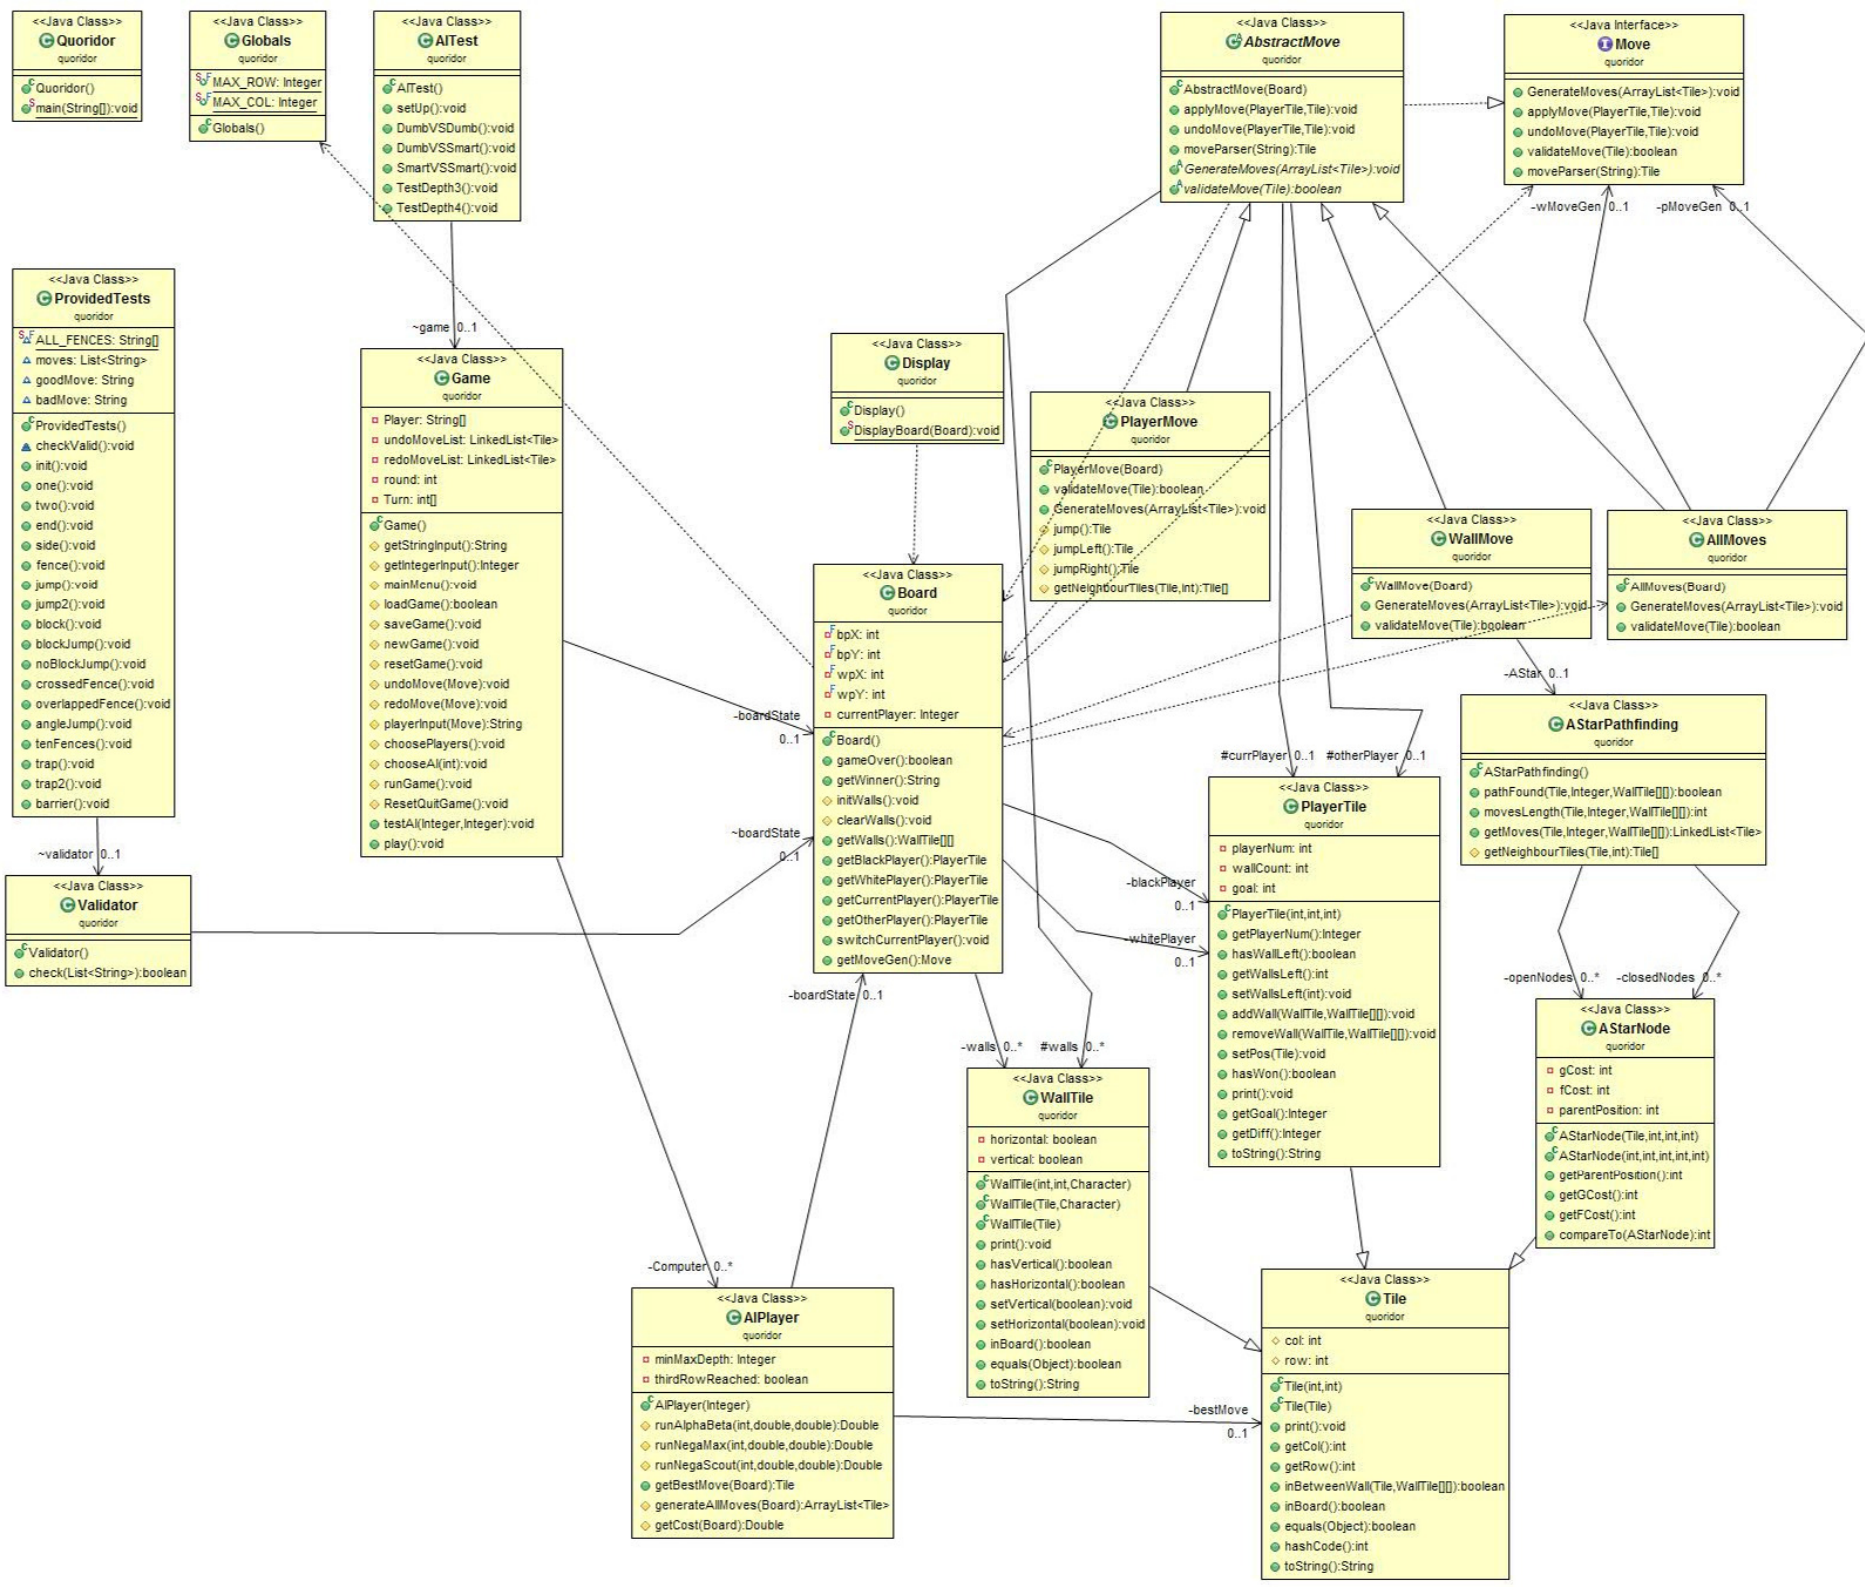 <<Java Class>>
Quoridor
quoridor
Quoridor()
main(String[]):void
<<Java Class>>
Globals
quoridor
MAX_ROW: Integer
MAX_COL: Integer
Globals()
<<Java Class>>
AITest
quoridor
AITest()
setUp():void
DumbVSDumb():void
DumbVSSmart():void
SmartVSSmart():void
TestDepth3():void
TestDepth4():void
<<Java Class>>
AbstractMove
quoridor
AbstractMove(Board)
applyMove(PlayerTile,Tile):void
undoMove(PlayerTile,Tile):void
moveParser(String):Tile
GenerateMoves(ArrayList<Tile>):void
validateMove(Tile):boolean
<<Java Interface>>
Move
quoridor
GenerateMoves(ArrayList<Tile>):void
applyMove(PlayerTile,Tile):void
undoMove(PlayerTile,Tile):void
validateMove(Tile):boolean
moveParser(String):Tile
-wMoveGen 0..1
-pMoveGen 0..1
<<Java Class>>
ProvidedTests
quoridor
ALL_FENCES: String[]
moves: List<String>
goodMove: String
badMove: String
ProvidedTests()
checkValid():void
init():void
one():void
two():void
end():void
side():void
fence():void
jump():void
jump2():void
block():void
blockJump():void
noBlockJump():void
crossedFence():void
overlappedFence():void
angleJump():void
tenFences():void
trap():void
trap2():void
barrier():void
~validator 0..1
<<Java Class>>
Validator
quoridor
Validator()
check(List<String>):boolean
~game 0..1
<<Java Class>>
Game
quoridor
Player: String[]
undoMoveList: LinkedList<Tile>
redoMoveList: LinkedList<Tile>
round: int
Turn: int[]
Game()
getStringInput():String
getIntegerInput():Integer
mainMenu():void
loadGame():boolean
saveGame():void
newGame():void
resetGame():void
undoMove(Move):void
redoMove(Move):void
playerInput(Move):String
choosePlayers():void
chooseAI(int):void
runGame():void
ResetQuitGame():void
testAI(Integer,Integer):void
play():void
<<Java Class>>
Display
quoridor
Display()
DisplayBoard(Board):void
<<Java Class>>
PlayerMove
quoridor
PlayerMove(Board)
validateMove(Tile):boolean
GenerateMoves(ArrayList<Tile>):void
jump():Tile
jumpLeft():Tile
jumpRight():Tile
getNeighbourTiles(Tile,int):Tile[]
<<Java Class>>
WallMove
quoridor
WallMove(Board)
GenerateMoves(ArrayList<Tile>):void
validateMove(Tile):boolean
<<Java Class>>
AllMoves
quoridor
AllMoves(Board)
GenerateMoves(ArrayList<Tile>):void
validateMove(Tile):boolean
-boardState
0..1
~boardState
0..1
-boardState 0..1
<<Java Class>>
Board
quoridor
bpX: int
bpY: int
wpX: int
wpY: int
currentPlayer: Integer
Board()
gameOver():boolean
getWinner():String
initWalls():void
clearWalls():void
getWalls():WallTile[][]
getBlackPlayer():PlayerTile
getWhitePlayer():PlayerTile
getCurrentPlayer():PlayerTile
getOtherPlayer():PlayerTile
switchCurrentPlayer():void
getMoveGen():Move
-AStar 0..1
<<Java Class>>
AStarPathfinding
quoridor
AStarPathfinding()
pathFound(Tile,Integer,WallTile[][]):boolean
movesLength(Tile,Integer,WallTile[][]):int
getMoves(Tile,Integer,WallTile[][]):LinkedList<Tile>
getNeighbourTiles(Tile,int):Tile[]
#currPlayer 0..1
#otherPlayer 0..1
-blackPlayer
0..1
-whitePlayer
0..1
<<Java Class>>
PlayerTile
quoridor
playerNum: int
wallCount: int
goal: int
PlayerTile(int,int,int)
getPlayerNum():Integer
hasWallLeft():boolean
getWallsLeft():int
setWallsLeft(int):void
addWall(WallTile,WallTile[][]):void
removeWall(WallTile,WallTile[][]):void
setPos(Tile):void
hasWon():boolean
print():void
getGoal():Integer
getDiff():Integer
toString():String
-openNodes 0..*
-closedNodes 0..*
<<Java Class>>
AStarNode
quoridor
gCost: int
fCost: int
parentPosition: int
AStarNode(Tile,int,int,int)
AStarNode(int,int,int,int,int)
getParentPosition():int
getGCost():int
getFCost():int
compareTo(AStarNode):int
-walls 0..*
#walls 0..*
<<Java Class>>
WallTile
quoridor
horizontal: boolean
vertical: boolean
WallTile(int,int,Character)
WallTile(Tile,Character)
WallTile(Tile)
print():void
hasVertical():boolean
hasHorizontal():boolean
setVertical(boolean):void
setHorizontal(boolean):void
inBoard():boolean
equals(Object):boolean
toString():String
-Computer 0..*
<<Java Class>>
AIPlayer
quoridor
minMaxDepth: Integer
thirdRowReached: boolean
AIPlayer(Integer)
runAlphaBeta(int,double,double):Double
runNegaMax(int,double,double):Double
runNegaScout(int,double,double):Double
getBestMove(Board):Tile
generateAllMoves(Board):ArrayList<Tile>
getCost(Board):Double
-bestMove
0..1
<<Java Class>>
Tile
quoridor
col: int
row: int
Tile(int,int)
Tile(Tile)
print():void
getCol():int
getRow():int
inBetweenWall(Tile,WallTile[][]):boolean
inBoard():boolean
equals(Object):boolean
hashCode():int
toString():String